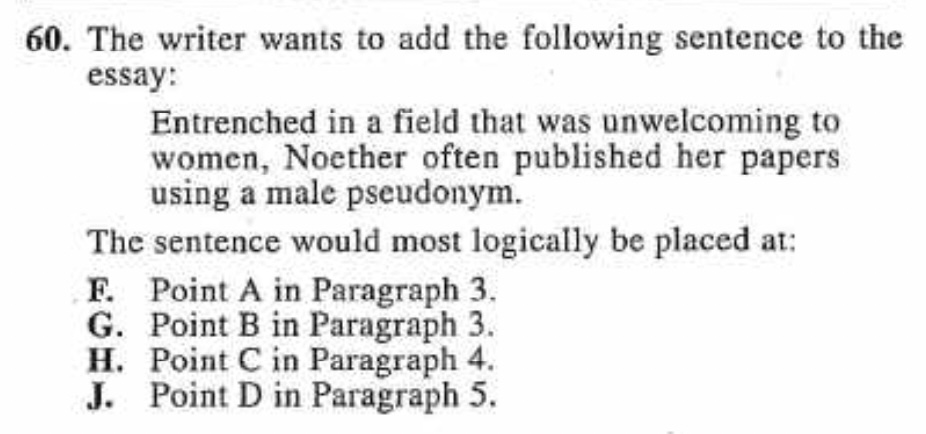 60. The writer wants to add the following sentence to the
essay:
Entrenched in a field that was unwelcoming to
women, Noether often published her papers
using a male pseudonym.
The sentence would most logically be placed at:
F. Point A in Paragraph 3.
G. Point B in Paragraph 3.
H. Point C in Paragraph 4.
J. Point D in Paragraph 5.